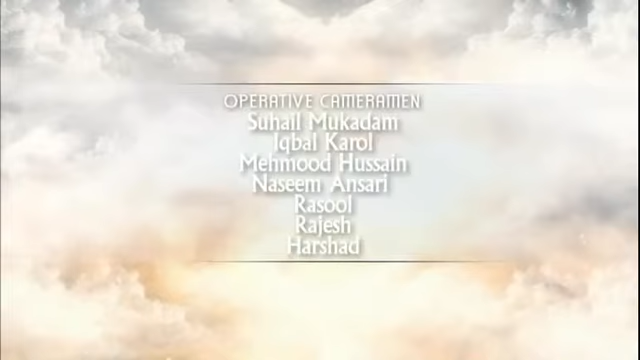 OPERATIVE CAMERAMEN
Suhail Mukadam
Iqbal Karol
Mehmood Hussain
Naseem Ansari
Rasool
Rajesh
Harshad